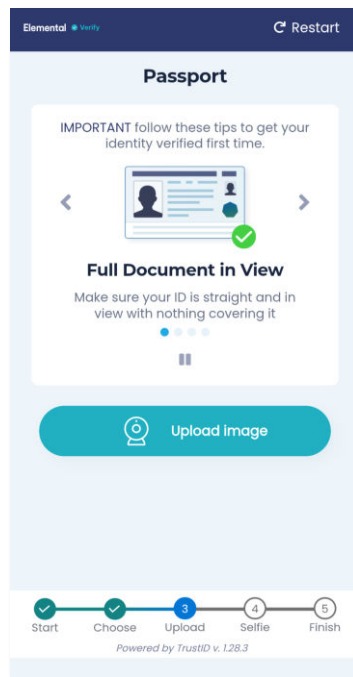 Elemental Verify Restart
Passport
IMPORTANT follow these tips to get your
identity verified first time.
Full Document in View
Make sure your ID is straight and in
view with nothing covering it
Upload image
3 4 5
Start Choose Upload Selfie Finish
Powered by TrustID v. 1.28.3